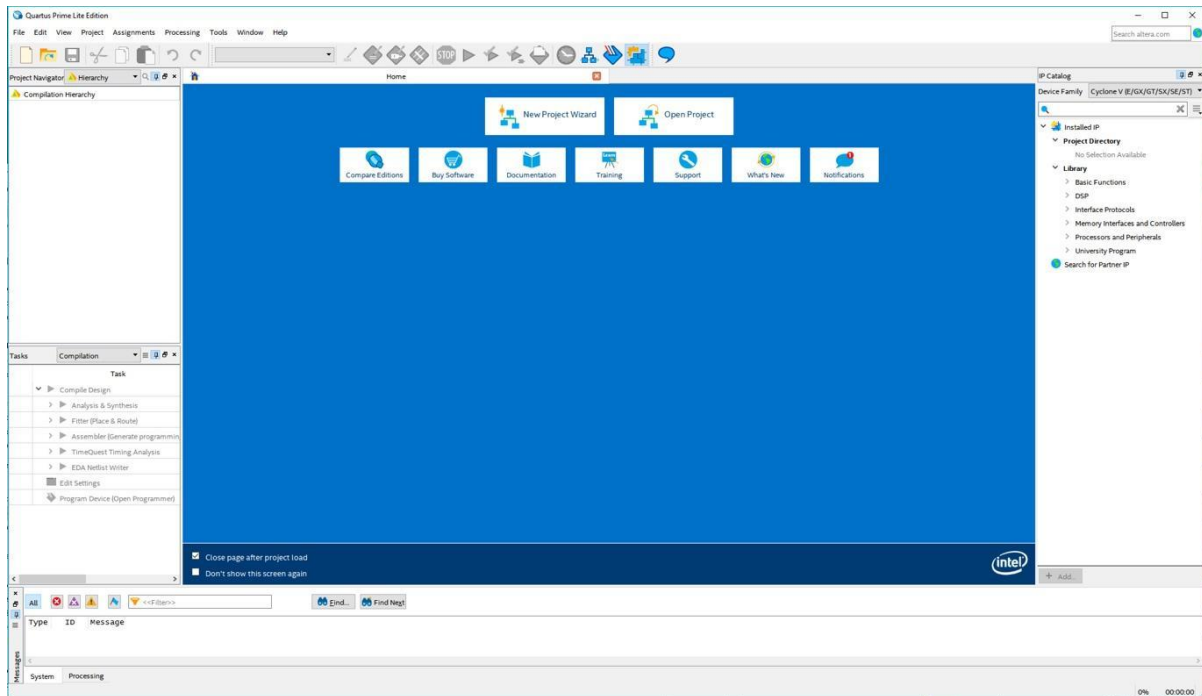 Quartus Prime Lite Edition
File Edit View Project Assignments Processing Tools Window Help
Search altera.com
Project Navigator Hierarchy
Compilation Hierarchy
Home
New Project Wizard
Open Project
Compare Editions
Buy Software
Documentation
Training
Support
What's New
Notifications
IP Catalog
Device Family Cyclone V (E/GX/GT/SX/SE/ST)
Installed IP
Project Directory
No Selection Available
Library
Basic Functions
DSP
Interface Protocols
Memory Interfaces and Controllers
Processors and Peripherals
University Program
Search for Partner IP
+ Add...
Tasks Compilation
Task
Compile Design
Analysis & Synthesis
Fitter (Place & Route)
Assembler (Generate programmin
TimeQuest Timing Analysis
EDA Netlist Writer
Edit Settings
Program Device (Open Programmer)
Close page after project load
Don't show this screen again
intel
All <<Filter>> Find... Find Next
Type ID Message
Messages
System Processing
0% 00:00:00